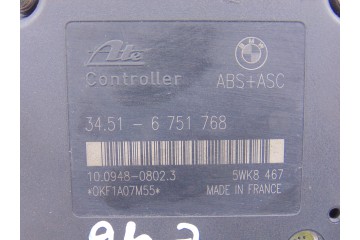 Ate
BMW
Controller
ABS+ASC
34.51 - 6 751 768
10.0948-0802.3
5WK8 467
*0KF1A07M55*
MADE IN FRANCE